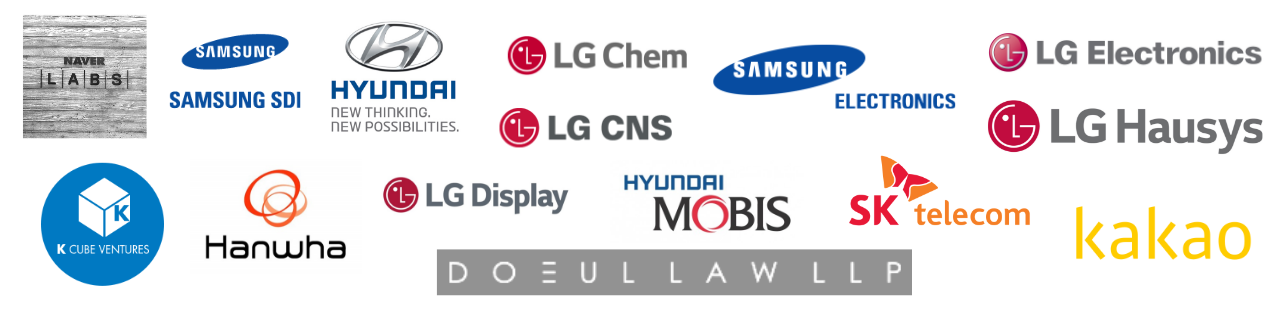 NAVER
LABS
SAMSUNG
SAMSUNG SDI
HYUNDAI
NEW THINKING.
NEW POSSIBILITIES.
LG Chem
LG CNS
SAMSUNG
ELECTRONICS
LG Electronics
LG Hausys
K
K CUBE VENTURES
Hanwha
LG Display
HYUNDAI
MOBIS
SK telecom
kakao
DOEUL LAW LLP